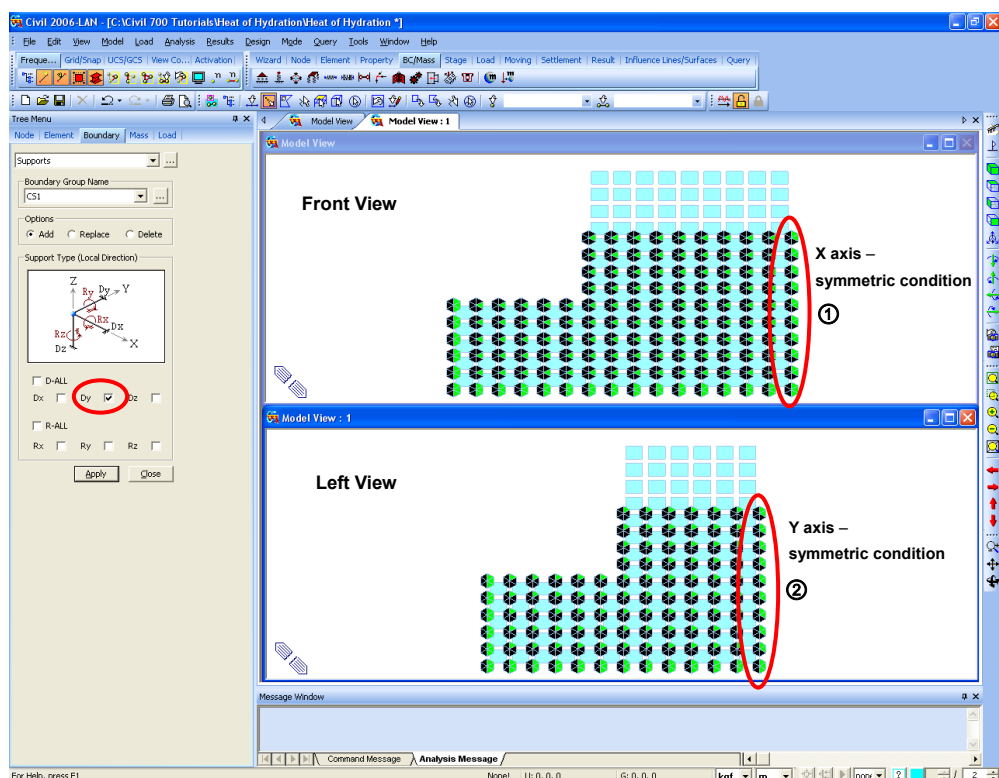 Civil 2006-LAN - [C:\Civil 700 Tutorials\Heat of Hydration\Heat of Hydration *]
File Edit View Model Load Analysis Results Design Mode Query Tools Window Help
Freque... Grid/Snap UCS/GCS View Co... Activation
Wizard Node Element Property BC/Mass Stage Load Moving Settlement Result Influence Lines/Surfaces Query
Tree Menu
Model View Model View : 1
Node Element Boundary Mass Load
Supports
Boundary Group Name
CS1
Options
Add Replace Delete
Support Type (Local Direction)
Z Ry Dy Y
Rx Dx
Rz X
Dz
D-ALL
Dx Dy Dz
R-ALL
Rx Ry Rz
Apply Close
Model View
Front View
X axis –
symmetric condition
①
Model View : 1
Left View
Y axis –
symmetric condition
②
Message Window
Command Message Analysis Message
For Help, press F1
None! U: 0, 0, 0 G: 0, 0, 0 kgf m none ? / 2